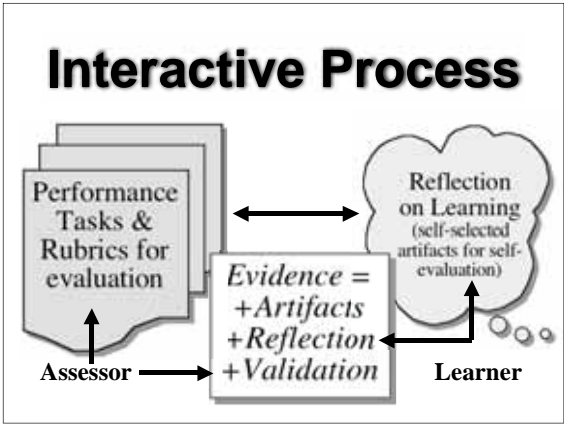 Interactive Process
Performance
Tasks &
Rubrics for
evaluation
Reflection
on Learning
(self-selected
artifacts for self-
evaluation)
Evidence =
+Artifacts
+Reflection
+Validation
Assessor
Learner